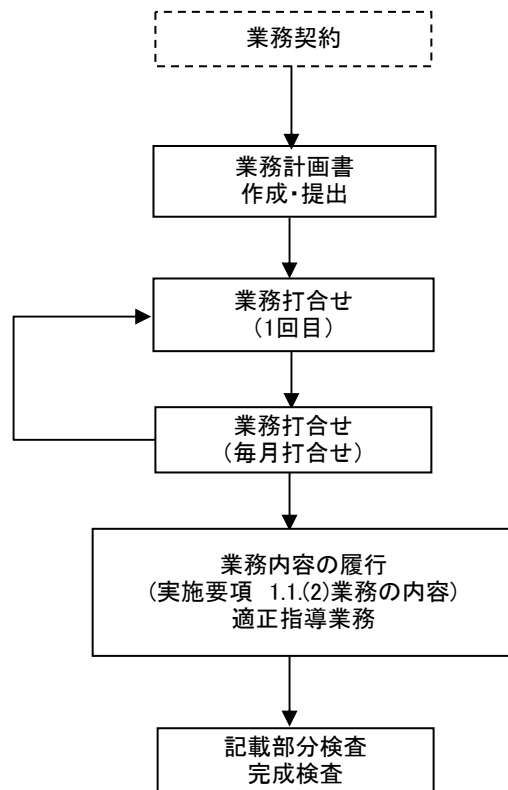 業務契約
業務計画書
作成・提出
業務打合せ
(1回目)
業務打合せ
(毎月打合せ)
業務内容の履行
(実施要項 1.1.(2)業務の内容)
適正指導業務
記載部分検査
完成検査